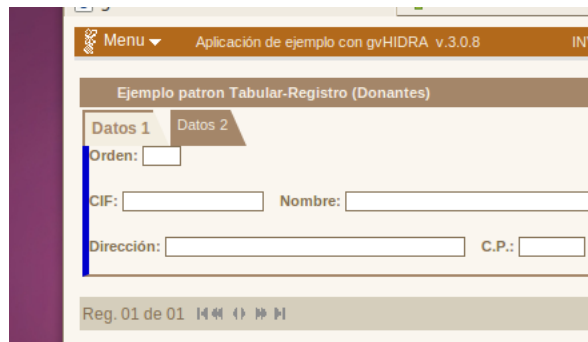 Menu Aplicación de ejemplo con gvHIDRA v.3.0.8
Ejemplo patron Tabular-Registro (Donantes)
Datos 1 Datos 2
Orden:
CIF: Nombre:
Dirección: C.P.:
Reg. 01 de 01